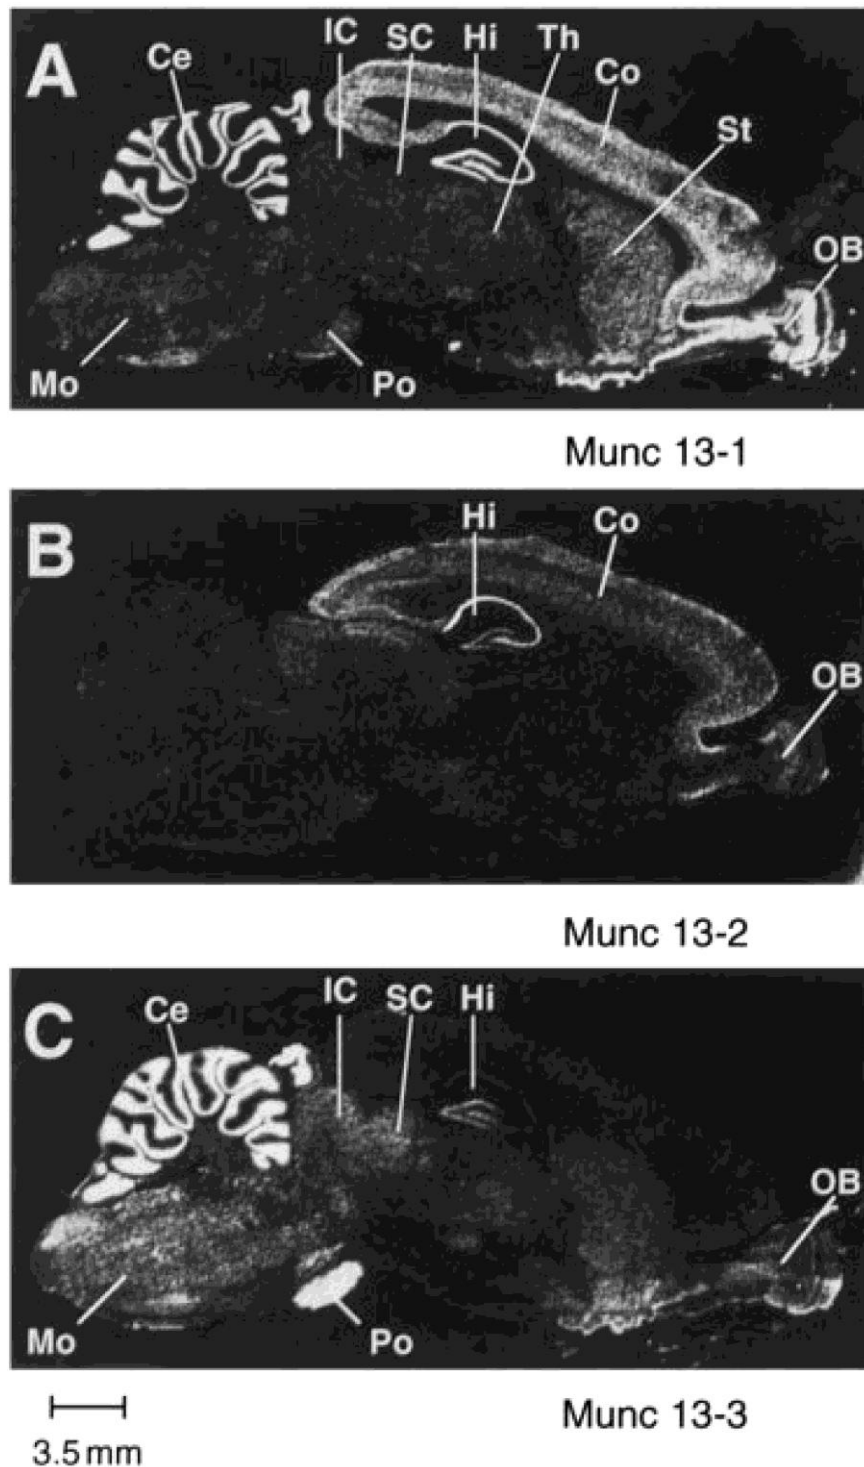 A
Ce
IC
SC
Hi
Th
Co
St
OB
Mo
Po
Munc 13-1
B
Hi
Co
OB
Munc 13-2
C
Ce
IC
SC
Hi
OB
Mo
Po
Munc 13-3
3.5 mm